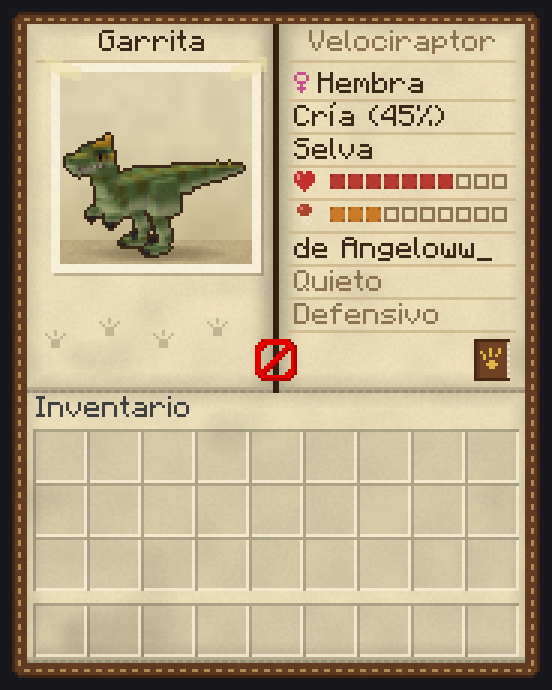 Garrita
Velociraptor
♀ Hembra
Cría (45%)
Selva
de Angeloww_
Quieto
Defensivo
Inventario